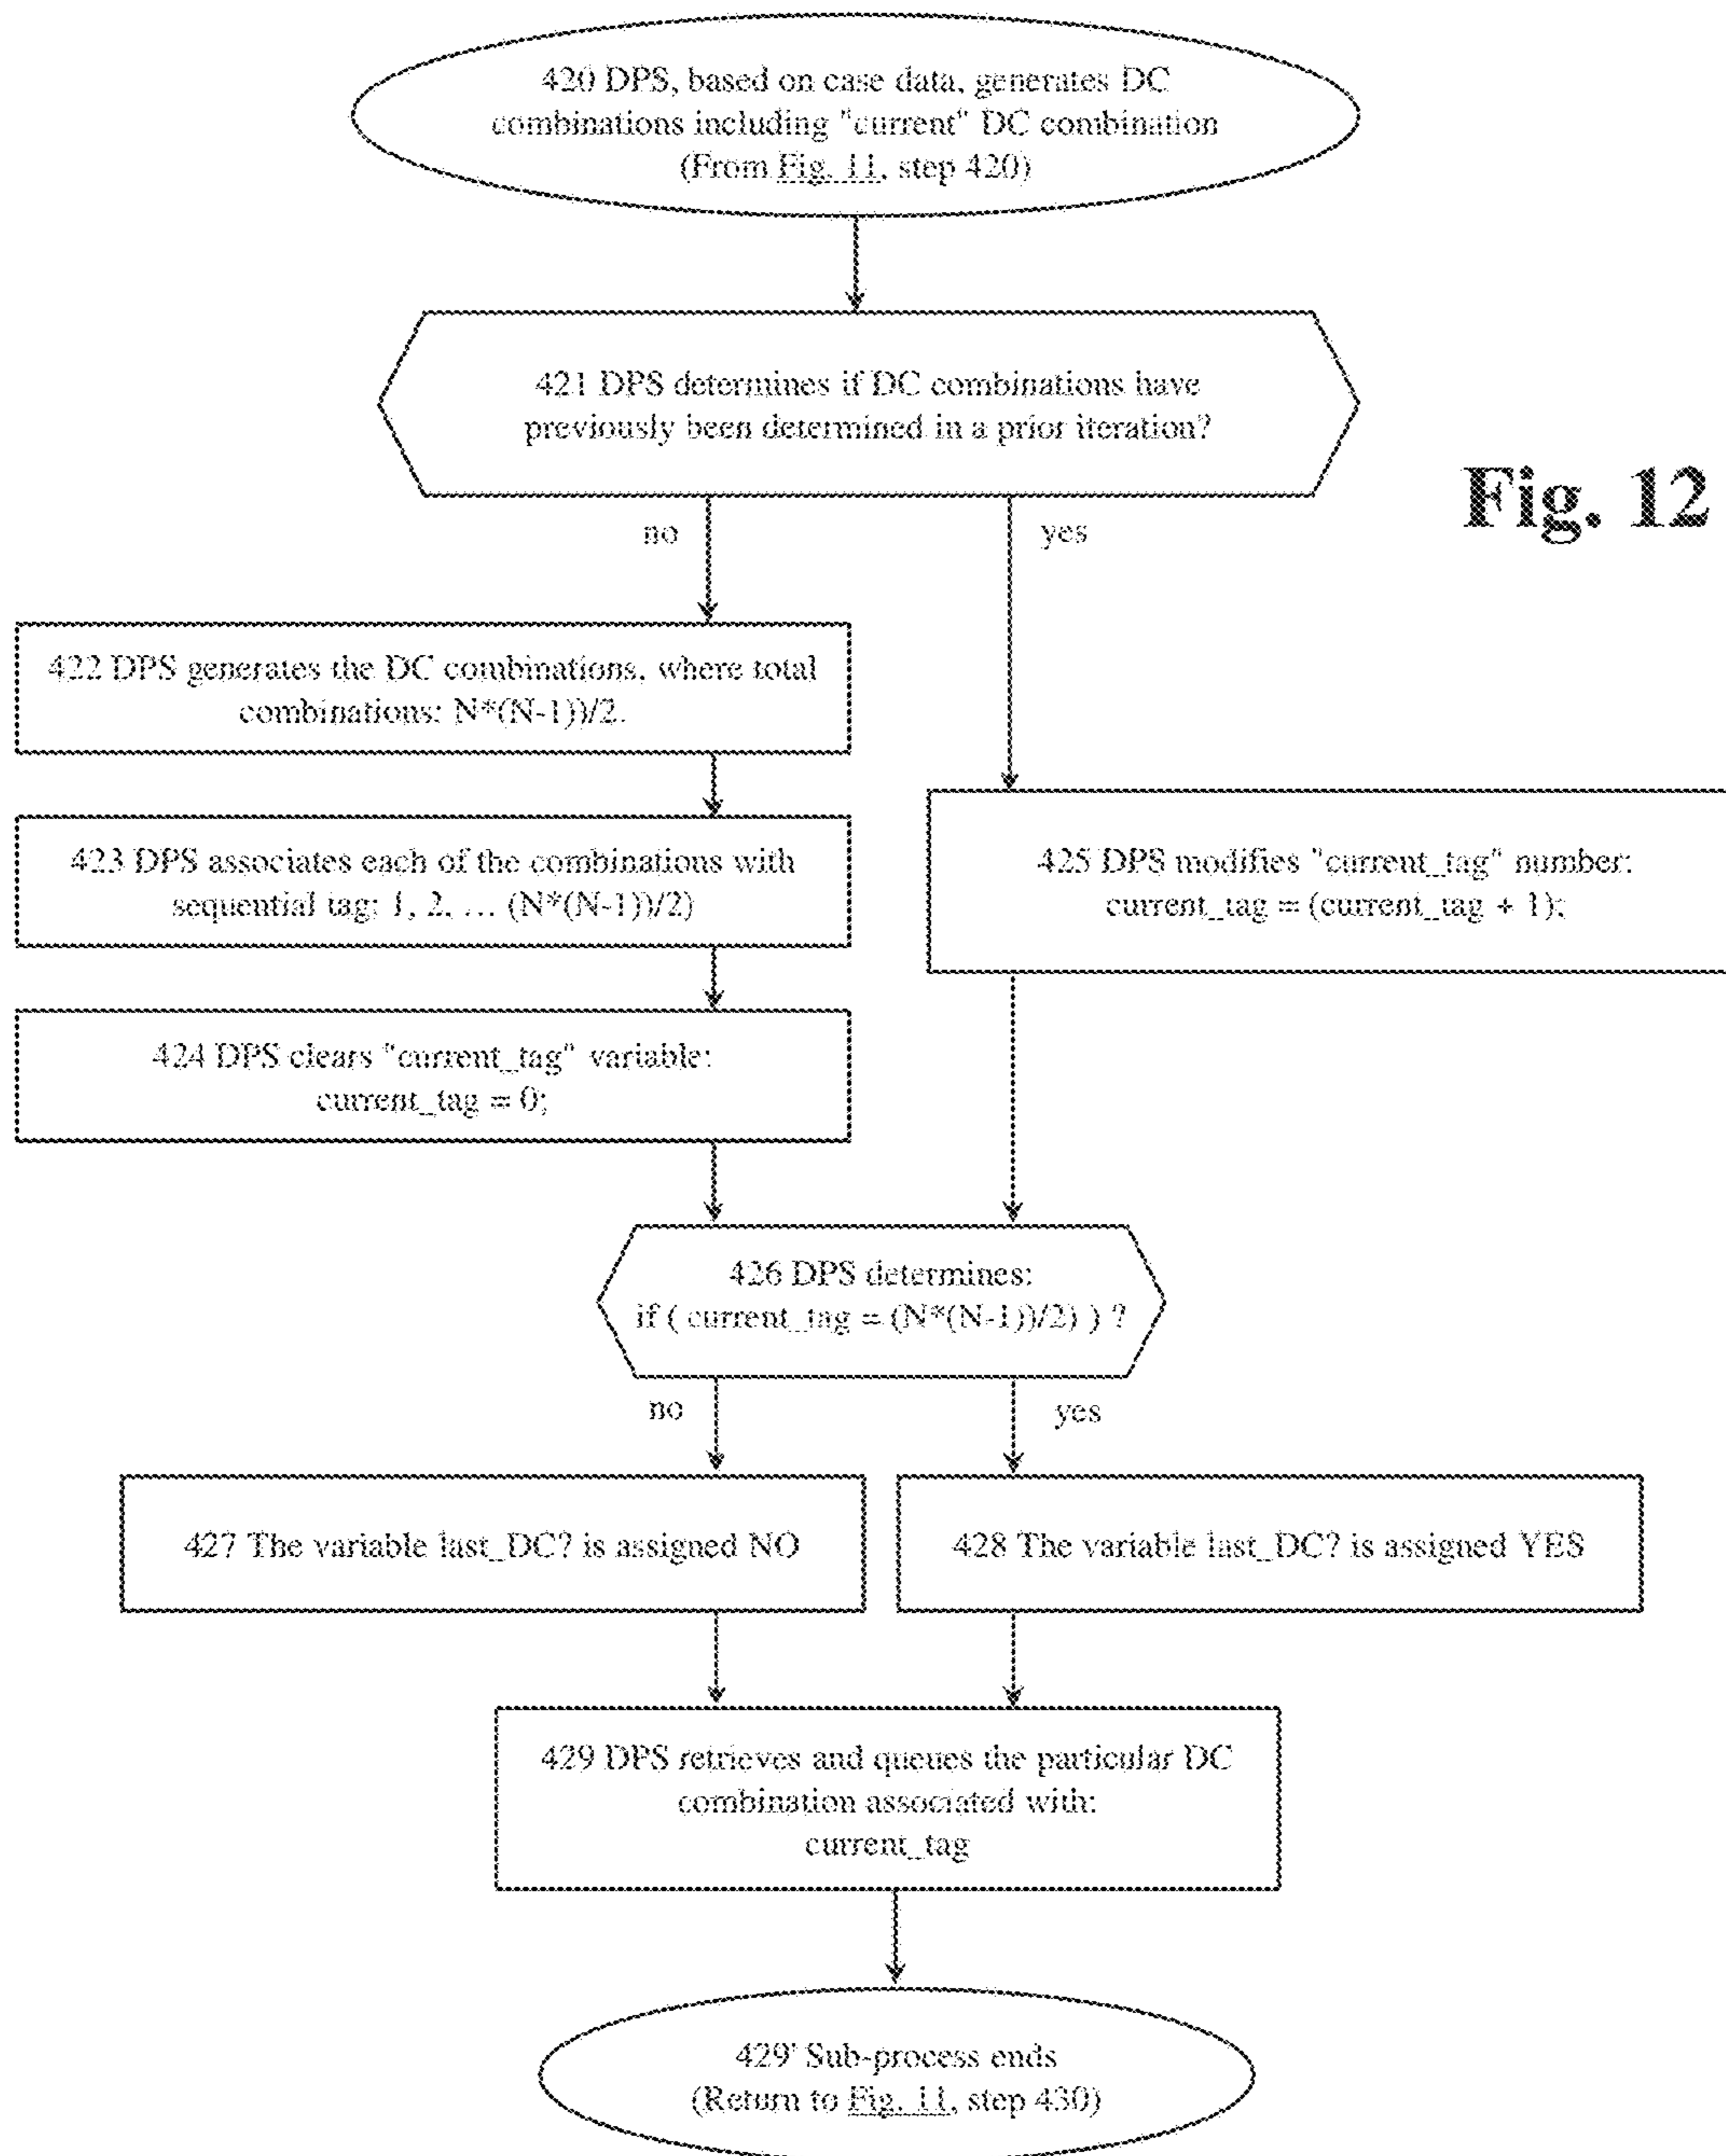 420 DPS, based on case data, generates DC
combinations including "current" DC combination
(From Fig. 11, step 420)
421 DPS determines if DC combinations have
previously been determined in a prior iteration?
Fig. 12
no
yes
422 DPS generates the DC combinations, where total
combinations: N*(N-1))/2.
423 DPS associates each of the combinations with
sequential tag: 1, 2, … (N*(N-1))/2)
425 DPS modifies "current_tag" number:
current_tag = (current_tag + 1);
424 DPS clears "current_tag" variable:
current_tag = 0;
426 DPS determines:
if ( current_tag = (N*(N-1))/2) ) ?
no
yes
427 The variable last_DC? is assigned NO
428 The variable last_DC? is assigned YES
429 DPS retrieves and queues the particular DC
combination associated with:
current_tag
429' Sub-process ends
(Return to Fig. 11, step 430)